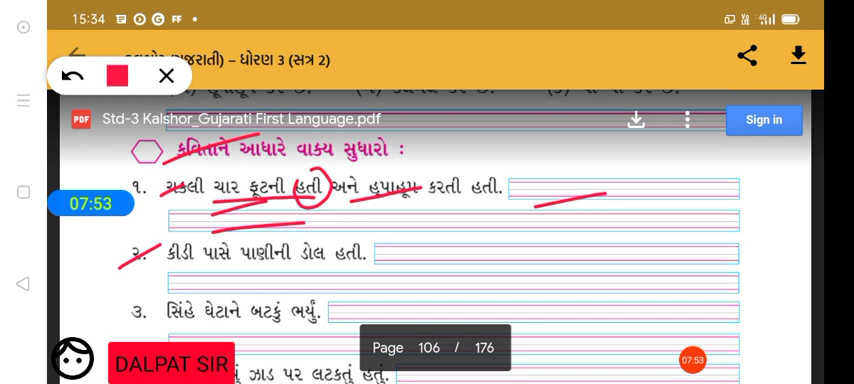 15:34
(ગુજરાતી) – ધોરણ 3 (સત્ર 2)
PDF Std-3 Kalshor_Gujarati First Language.pdf Sign in
કવિતાને આધારે વાક્ય સુધારો :
૧. ચકલી ચાર ફૂટની હતી અને હૂપાહૂપ કરતી હતી.
07:53
૨. કીડી પાસે પાણીની ડોલ હતી.
૩. સિંહે ઘેટાને બટકું ભર્યું.
Page 106 / 176
07:53
DALPAT SIR
ઝાડ પર લટકતું હતું.